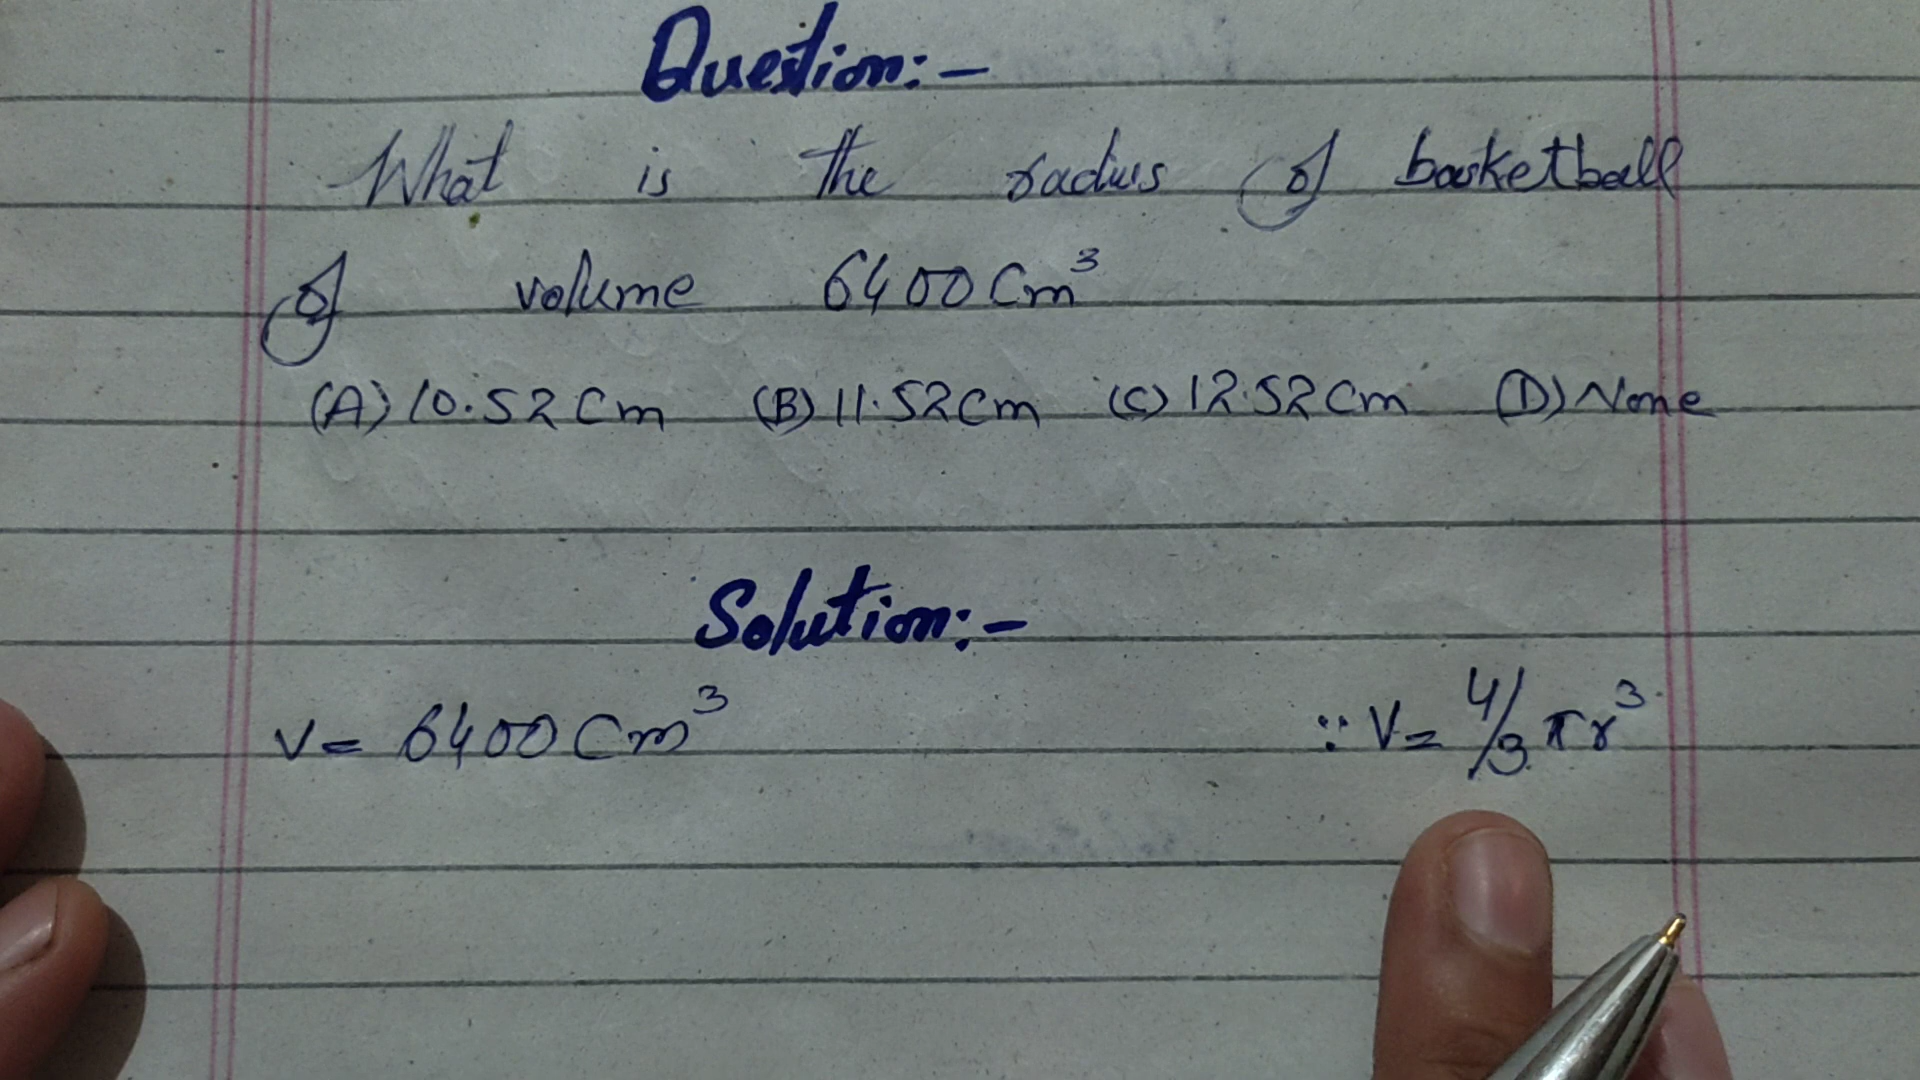 Question:-
What is the radius of basketball
of volume 6400 Cm³
(A) 10.52 Cm (B) 11.52 Cm (C) 12.52 Cm (D) None
Solution:-
V = 6400 Cm³ ∵ V = 4/3 πr³